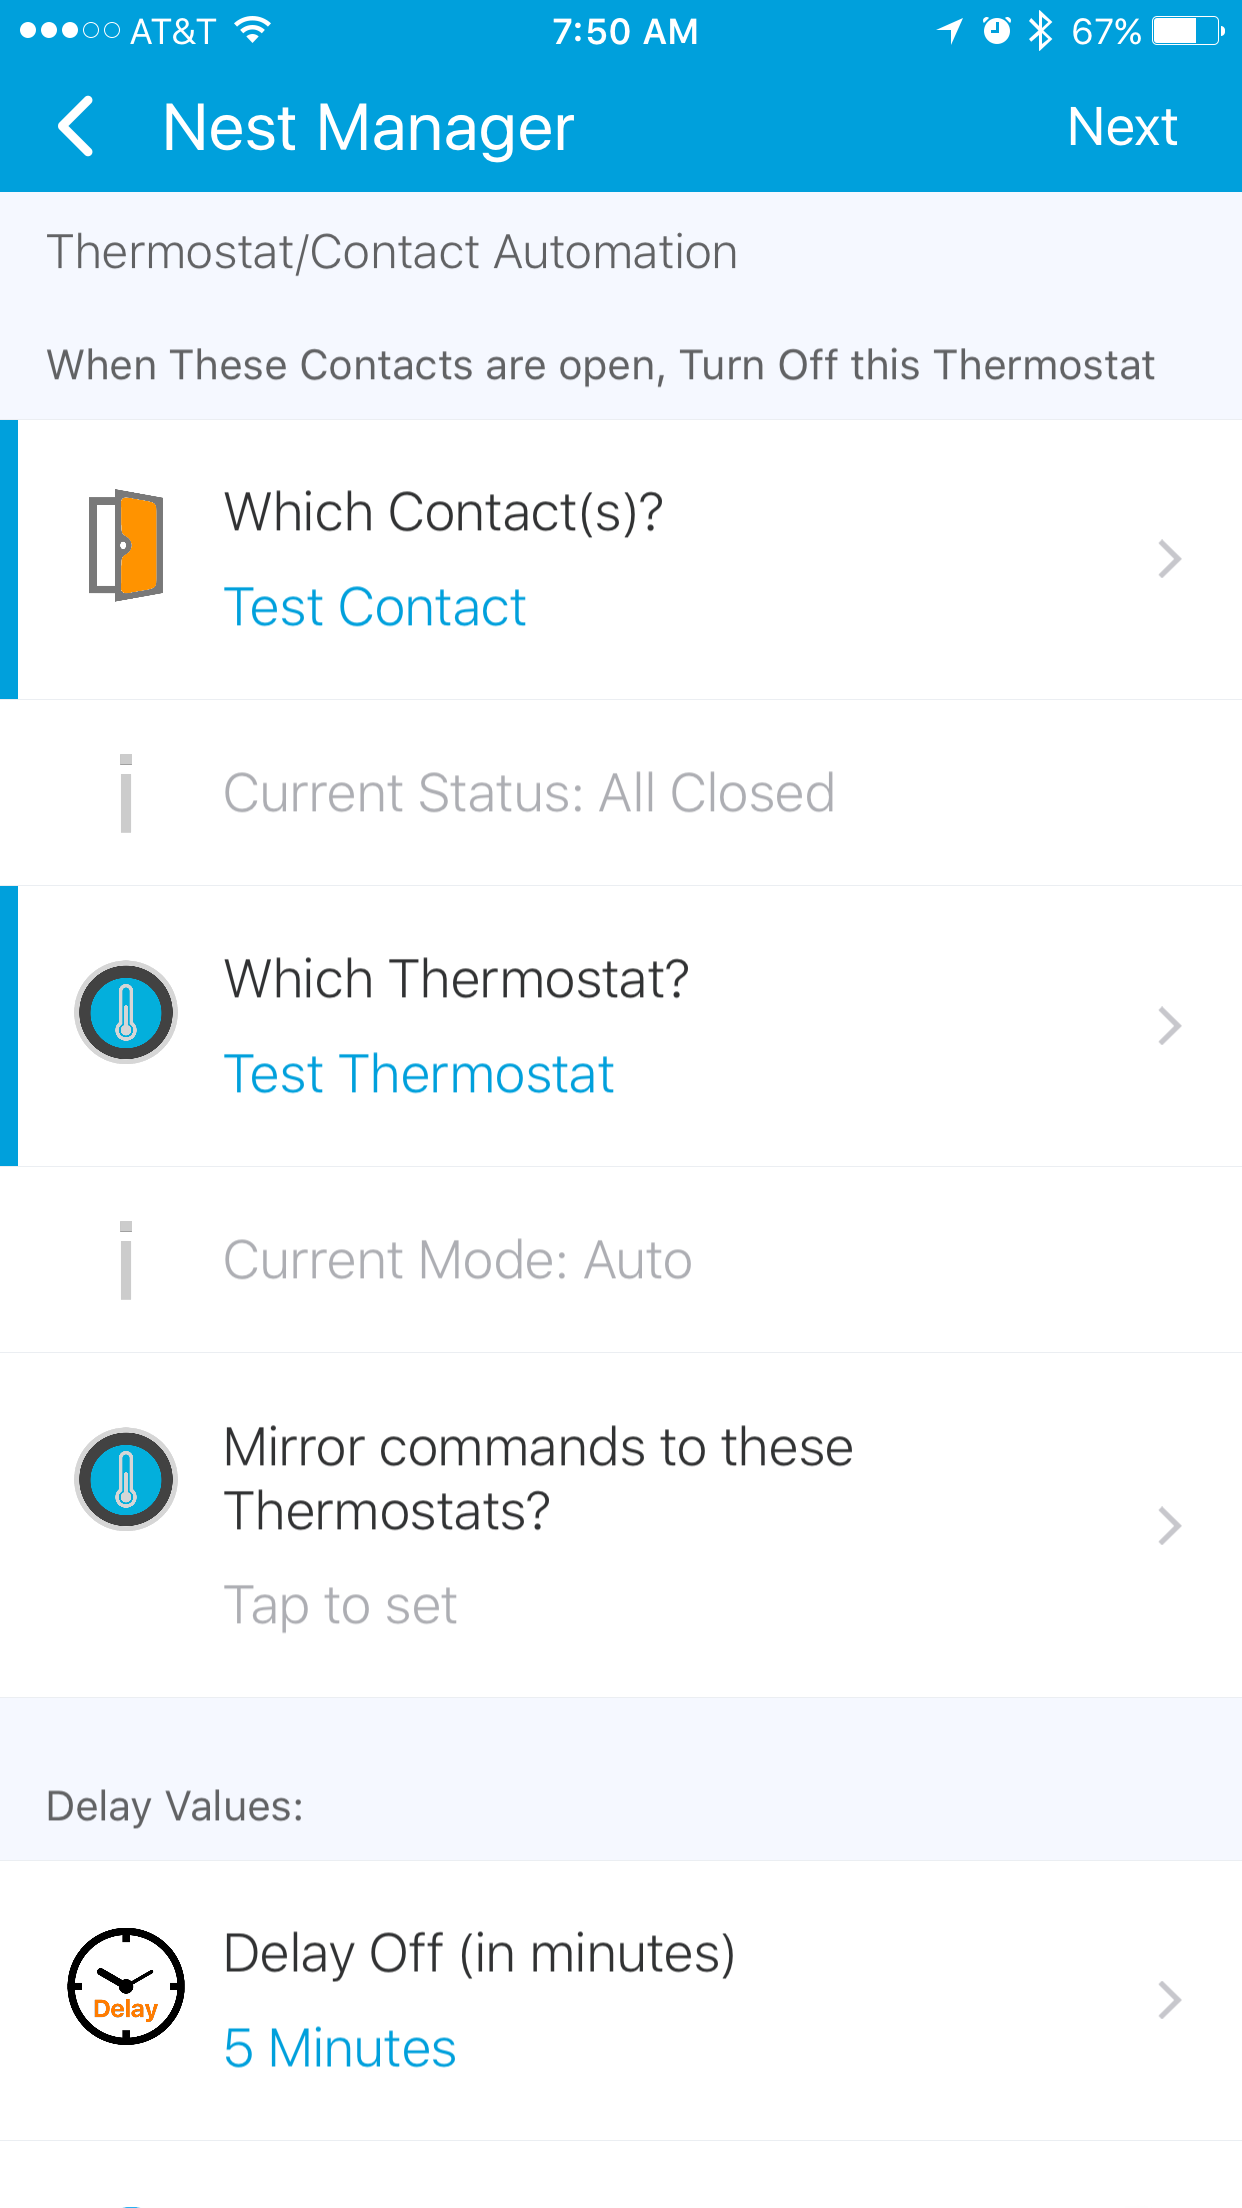 AT&T 7:50 AM 67%
Nest Manager Next
Thermostat/Contact Automation
When These Contacts are open, Turn Off this Thermostat
Which Contact(s)?
Test Contact
Current Status: All Closed
Which Thermostat?
Test Thermostat
Current Mode: Auto
Mirror commands to these
Thermostats?
Tap to set
Delay Values:
Delay Off (in minutes)
Delay
5 Minutes